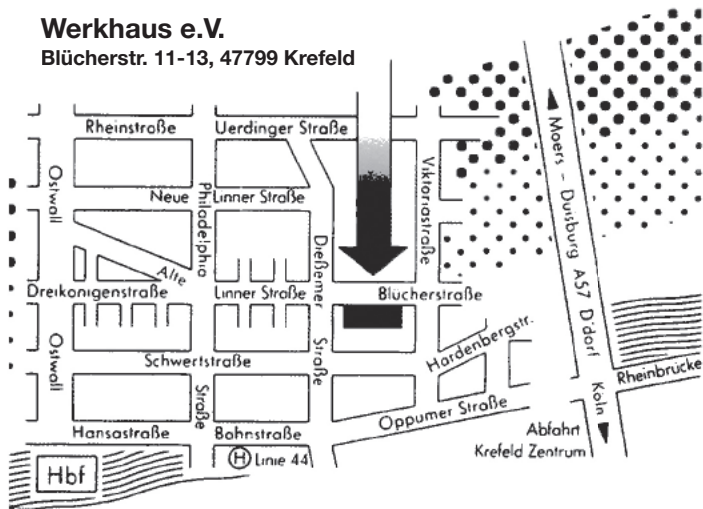 Werkhaus e.V.
Blücherstr. 11-13, 47799 Krefeld
Rheinstraße
Uerdinger Straße
Moers - Duisburg A57 D'dorf Köln
Ostwall
Philadelphia
Viktoriastraße
Neue Linner Straße
Dießemer
Alte
Dreikönigenstraße
Linner Straße
Blücherstraße
Ostwall
Schwertstraße
Straße
Hardenbergstr.
Rheinbrücke
Straße
Oppumer Straße
Hansastraße
Bahnstraße
Abfahrt
Krefeld Zentrum
H Linie 44
Hbf